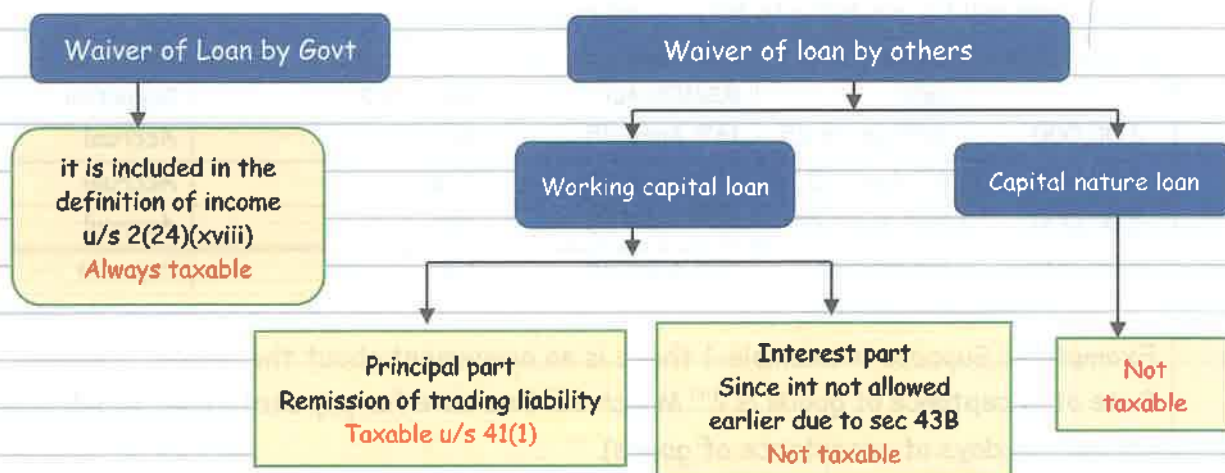 Waiver of Loan by Govt
Waiver of loan by others
it is included in the
definition of income
u/s 2(24)(xviii)
Always taxable
Working capital loan
Capital nature loan
Principal part
Remission of trading liability
Taxable u/s 41(1)
Interest part
Since int not allowed
earlier due to sec 43B
Not taxable
Not
taxable